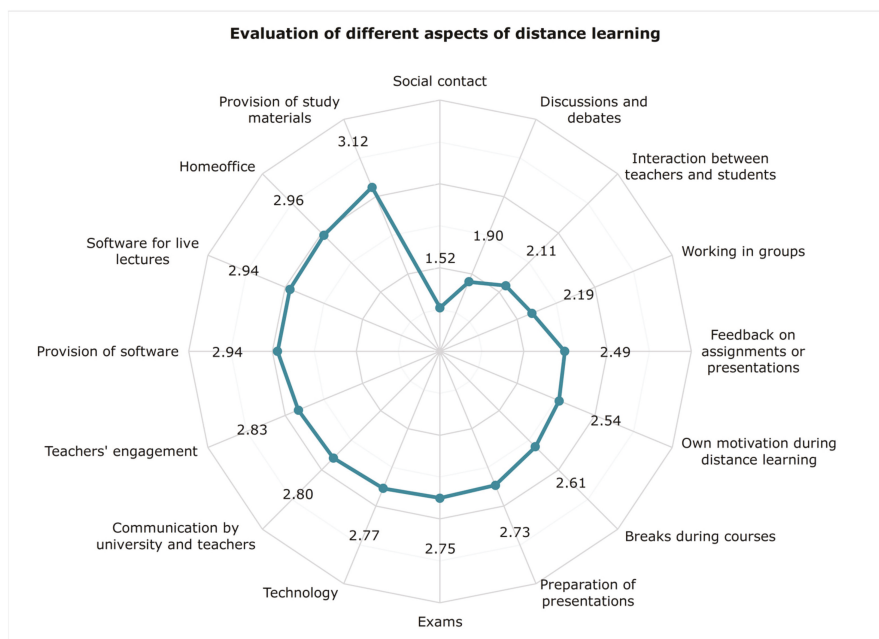 Evaluation of different aspects of distance learning
Social contact
Discussions and
debates
Interaction between
teachers and students
Working in groups
Feedback on
assignments or
presentations
Own motivation during
distance learning
Breaks during courses
Preparation of
presentations
Exams
Technology
Communication by
university and teachers
Teachers' engagement
Provision of software
Software for live
lectures
Homeoffice
Provision of study
materials
1.52
1.90
2.11
2.19
2.49
2.54
2.61
2.73
2.75
2.77
2.80
2.83
2.94
2.94
2.96
3.12